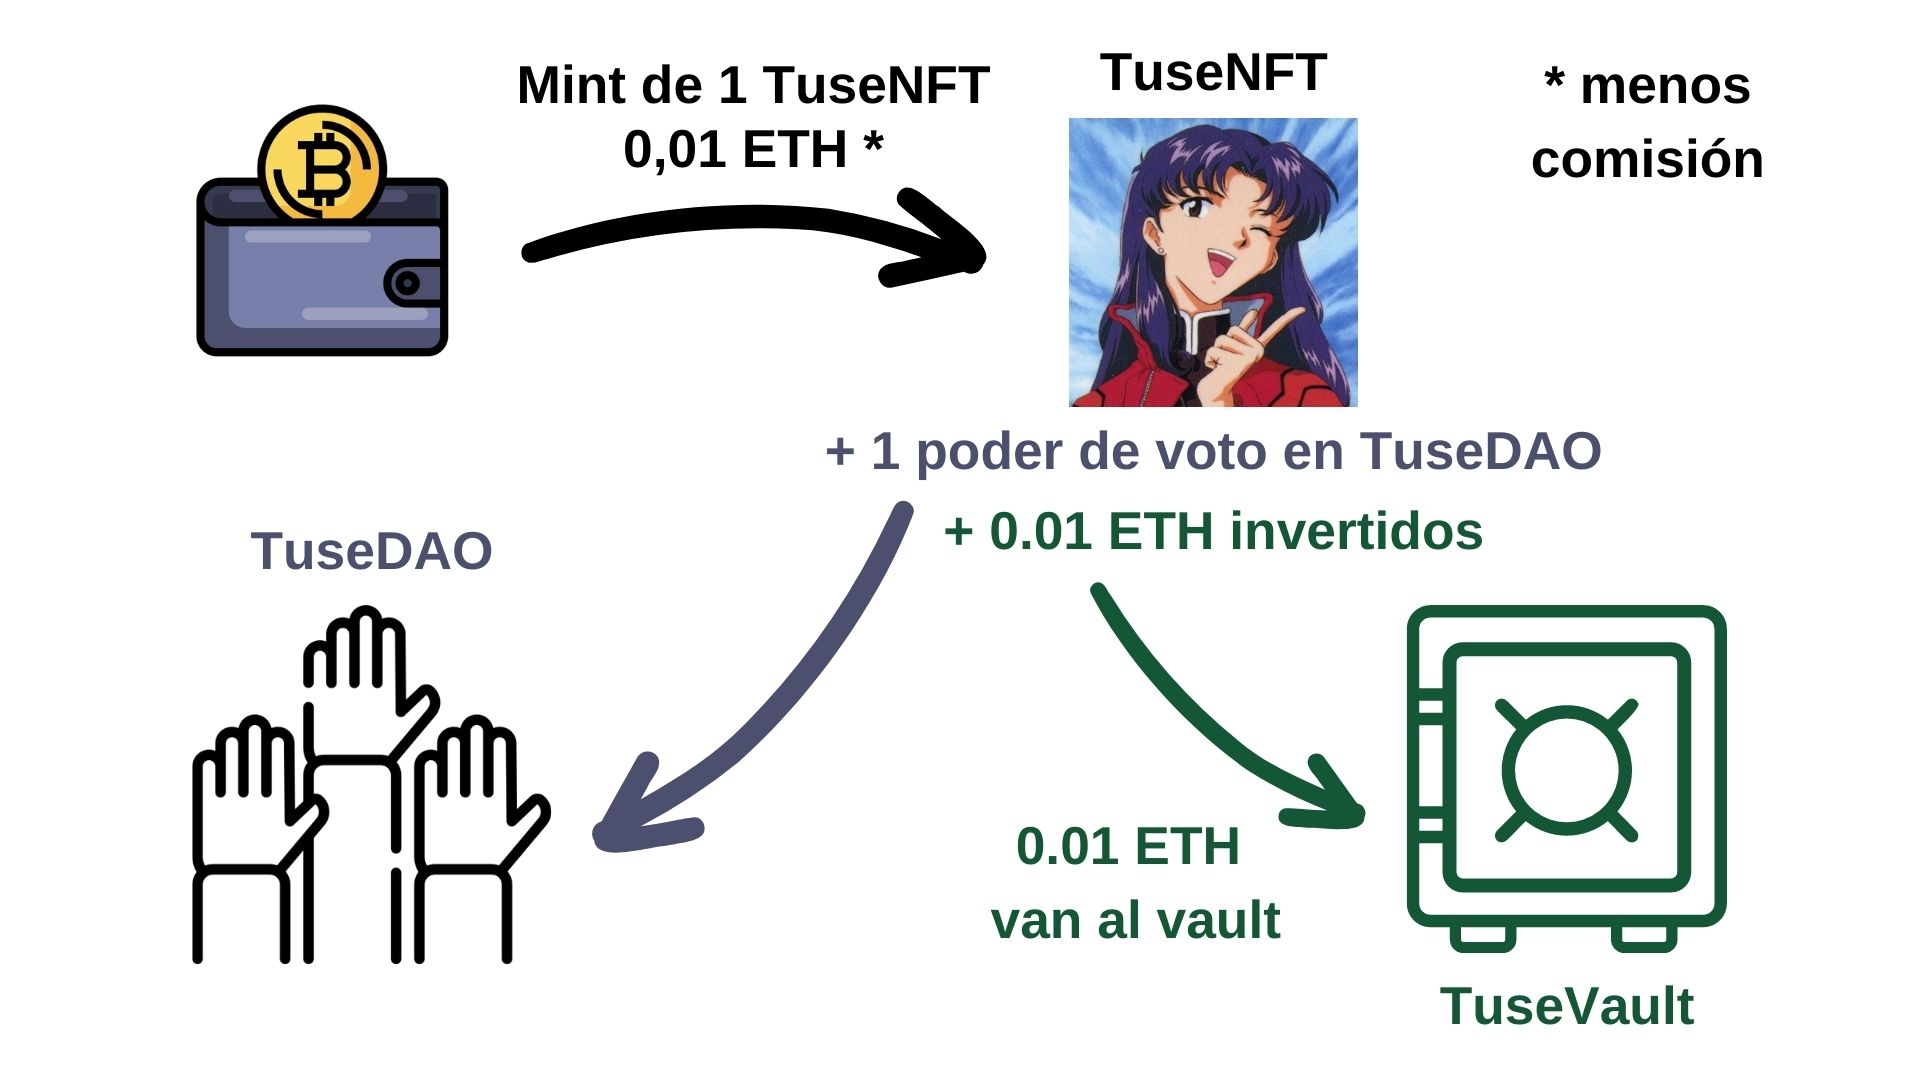 Mint de 1 TuseNFT
0,01 ETH *
TuseNFT
* menos
comisión
+ 1 poder de voto en TuseDAO
+ 0.01 ETH invertidos
TuseDAO
0.01 ETH
van al vault
TuseVault